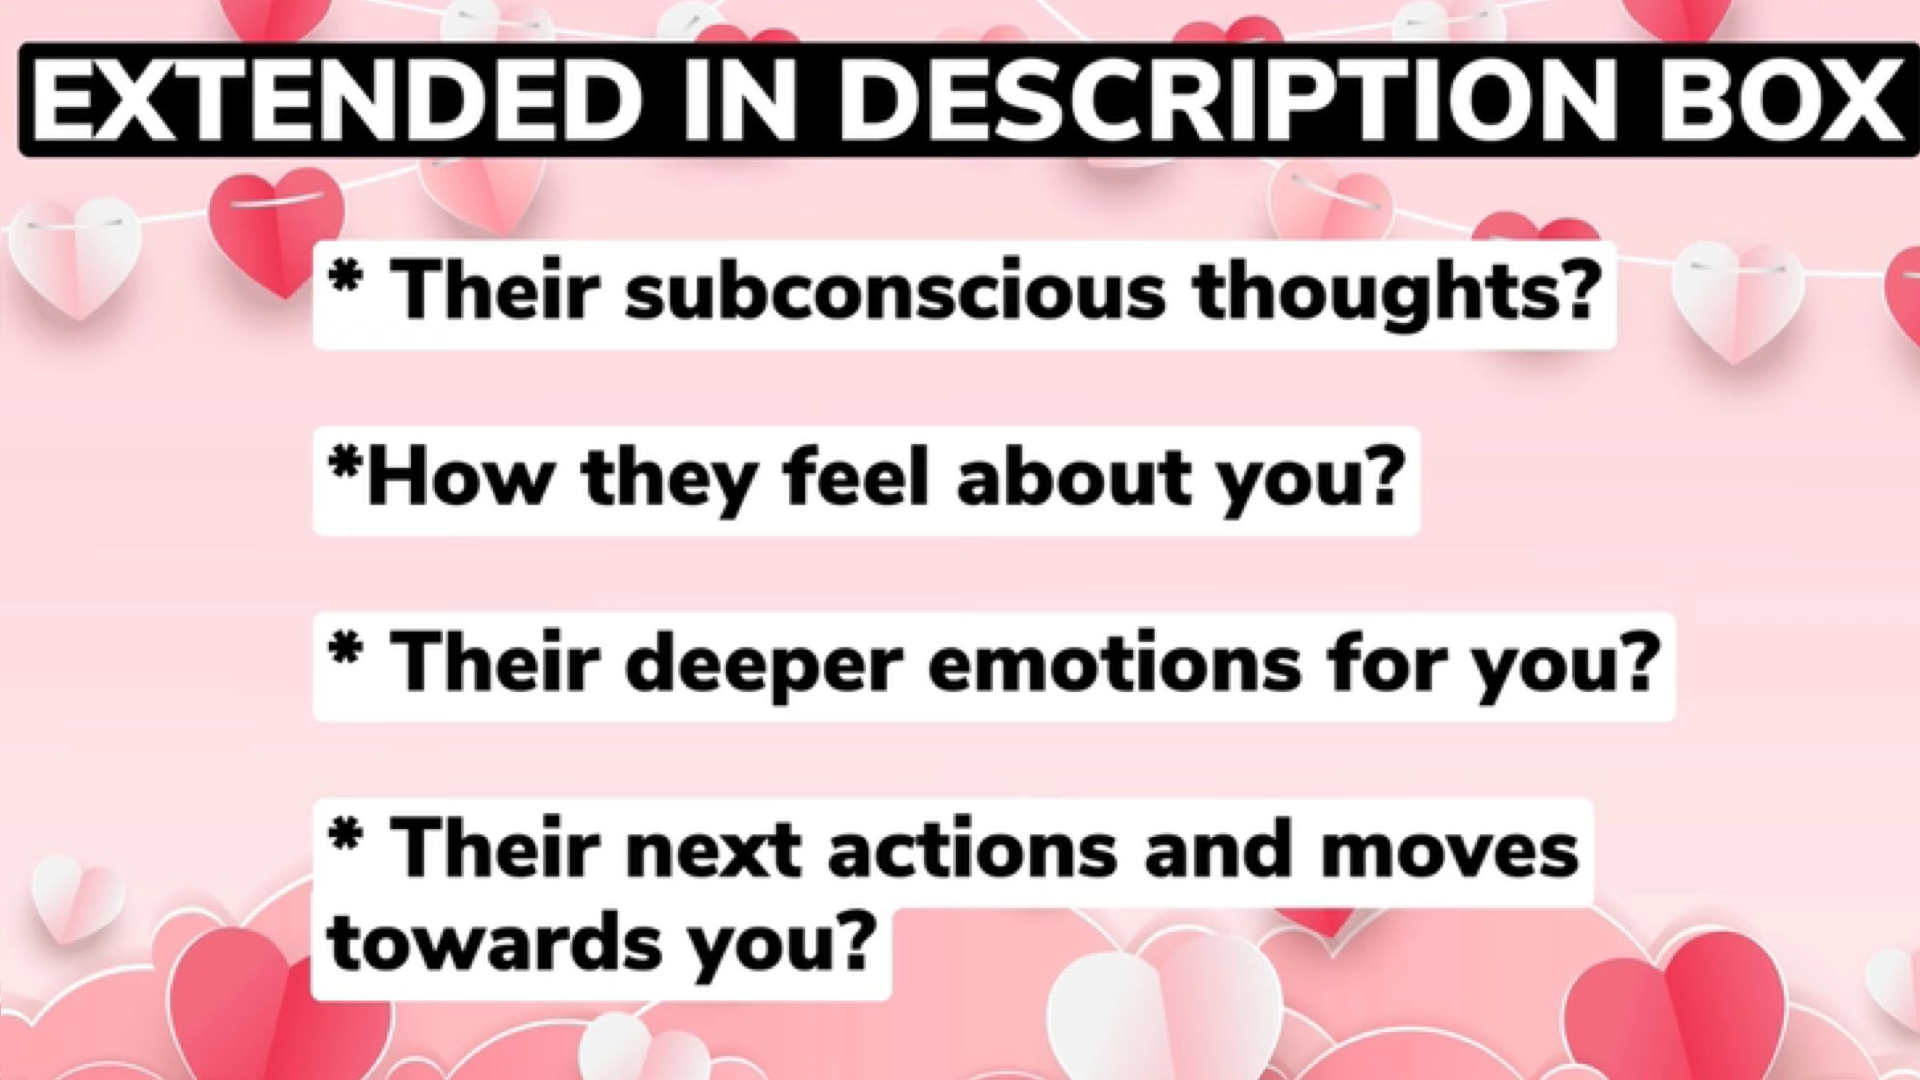 EXTENDED IN DESCRIPTION BOX
* Their subconscious thoughts?
*How they feel about you?
* Their deeper emotions for you?
* Their next actions and moves
towards you?